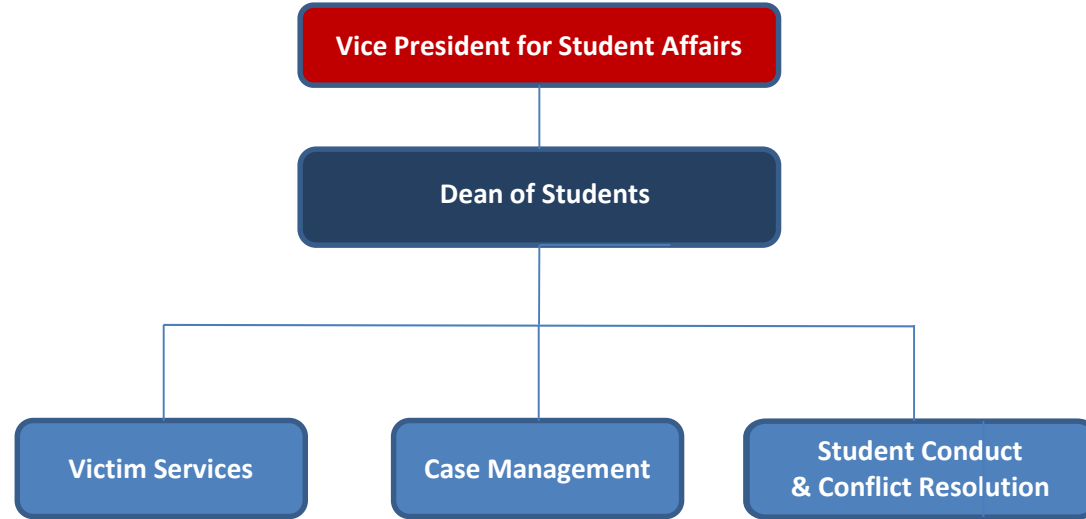 Vice President for Student Affairs
Dean of Students
Victim Services
Case Management
Student Conduct
& Conflict Resolution